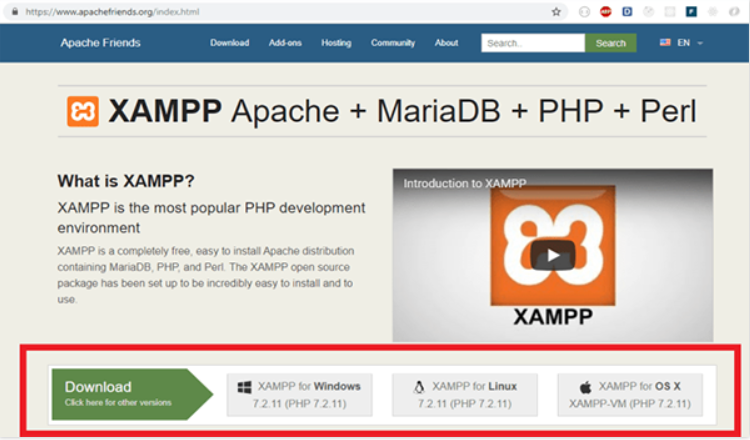 https://www.apachefriends.org/index.html
Apache Friends Download Add-ons Hosting Community About Search... Search EN
XAMPP Apache + MariaDB + PHP + Perl
What is XAMPP?
XAMPP is the most popular PHP development
environment
XAMPP is a completely free, easy to install Apache distribution
containing MariaDB, PHP, and Perl. The XAMPP open source
package has been set up to be incredibly easy to install and to
use.
Introduction to XAMPP
XAMPP
Download
Click here for other versions
XAMPP for Windows
7.2.11 (PHP 7.2.11)
XAMPP for Linux
7.2.11 (PHP 7.2.11)
XAMPP for OS X
XAMPP-VM (PHP 7.2.11)